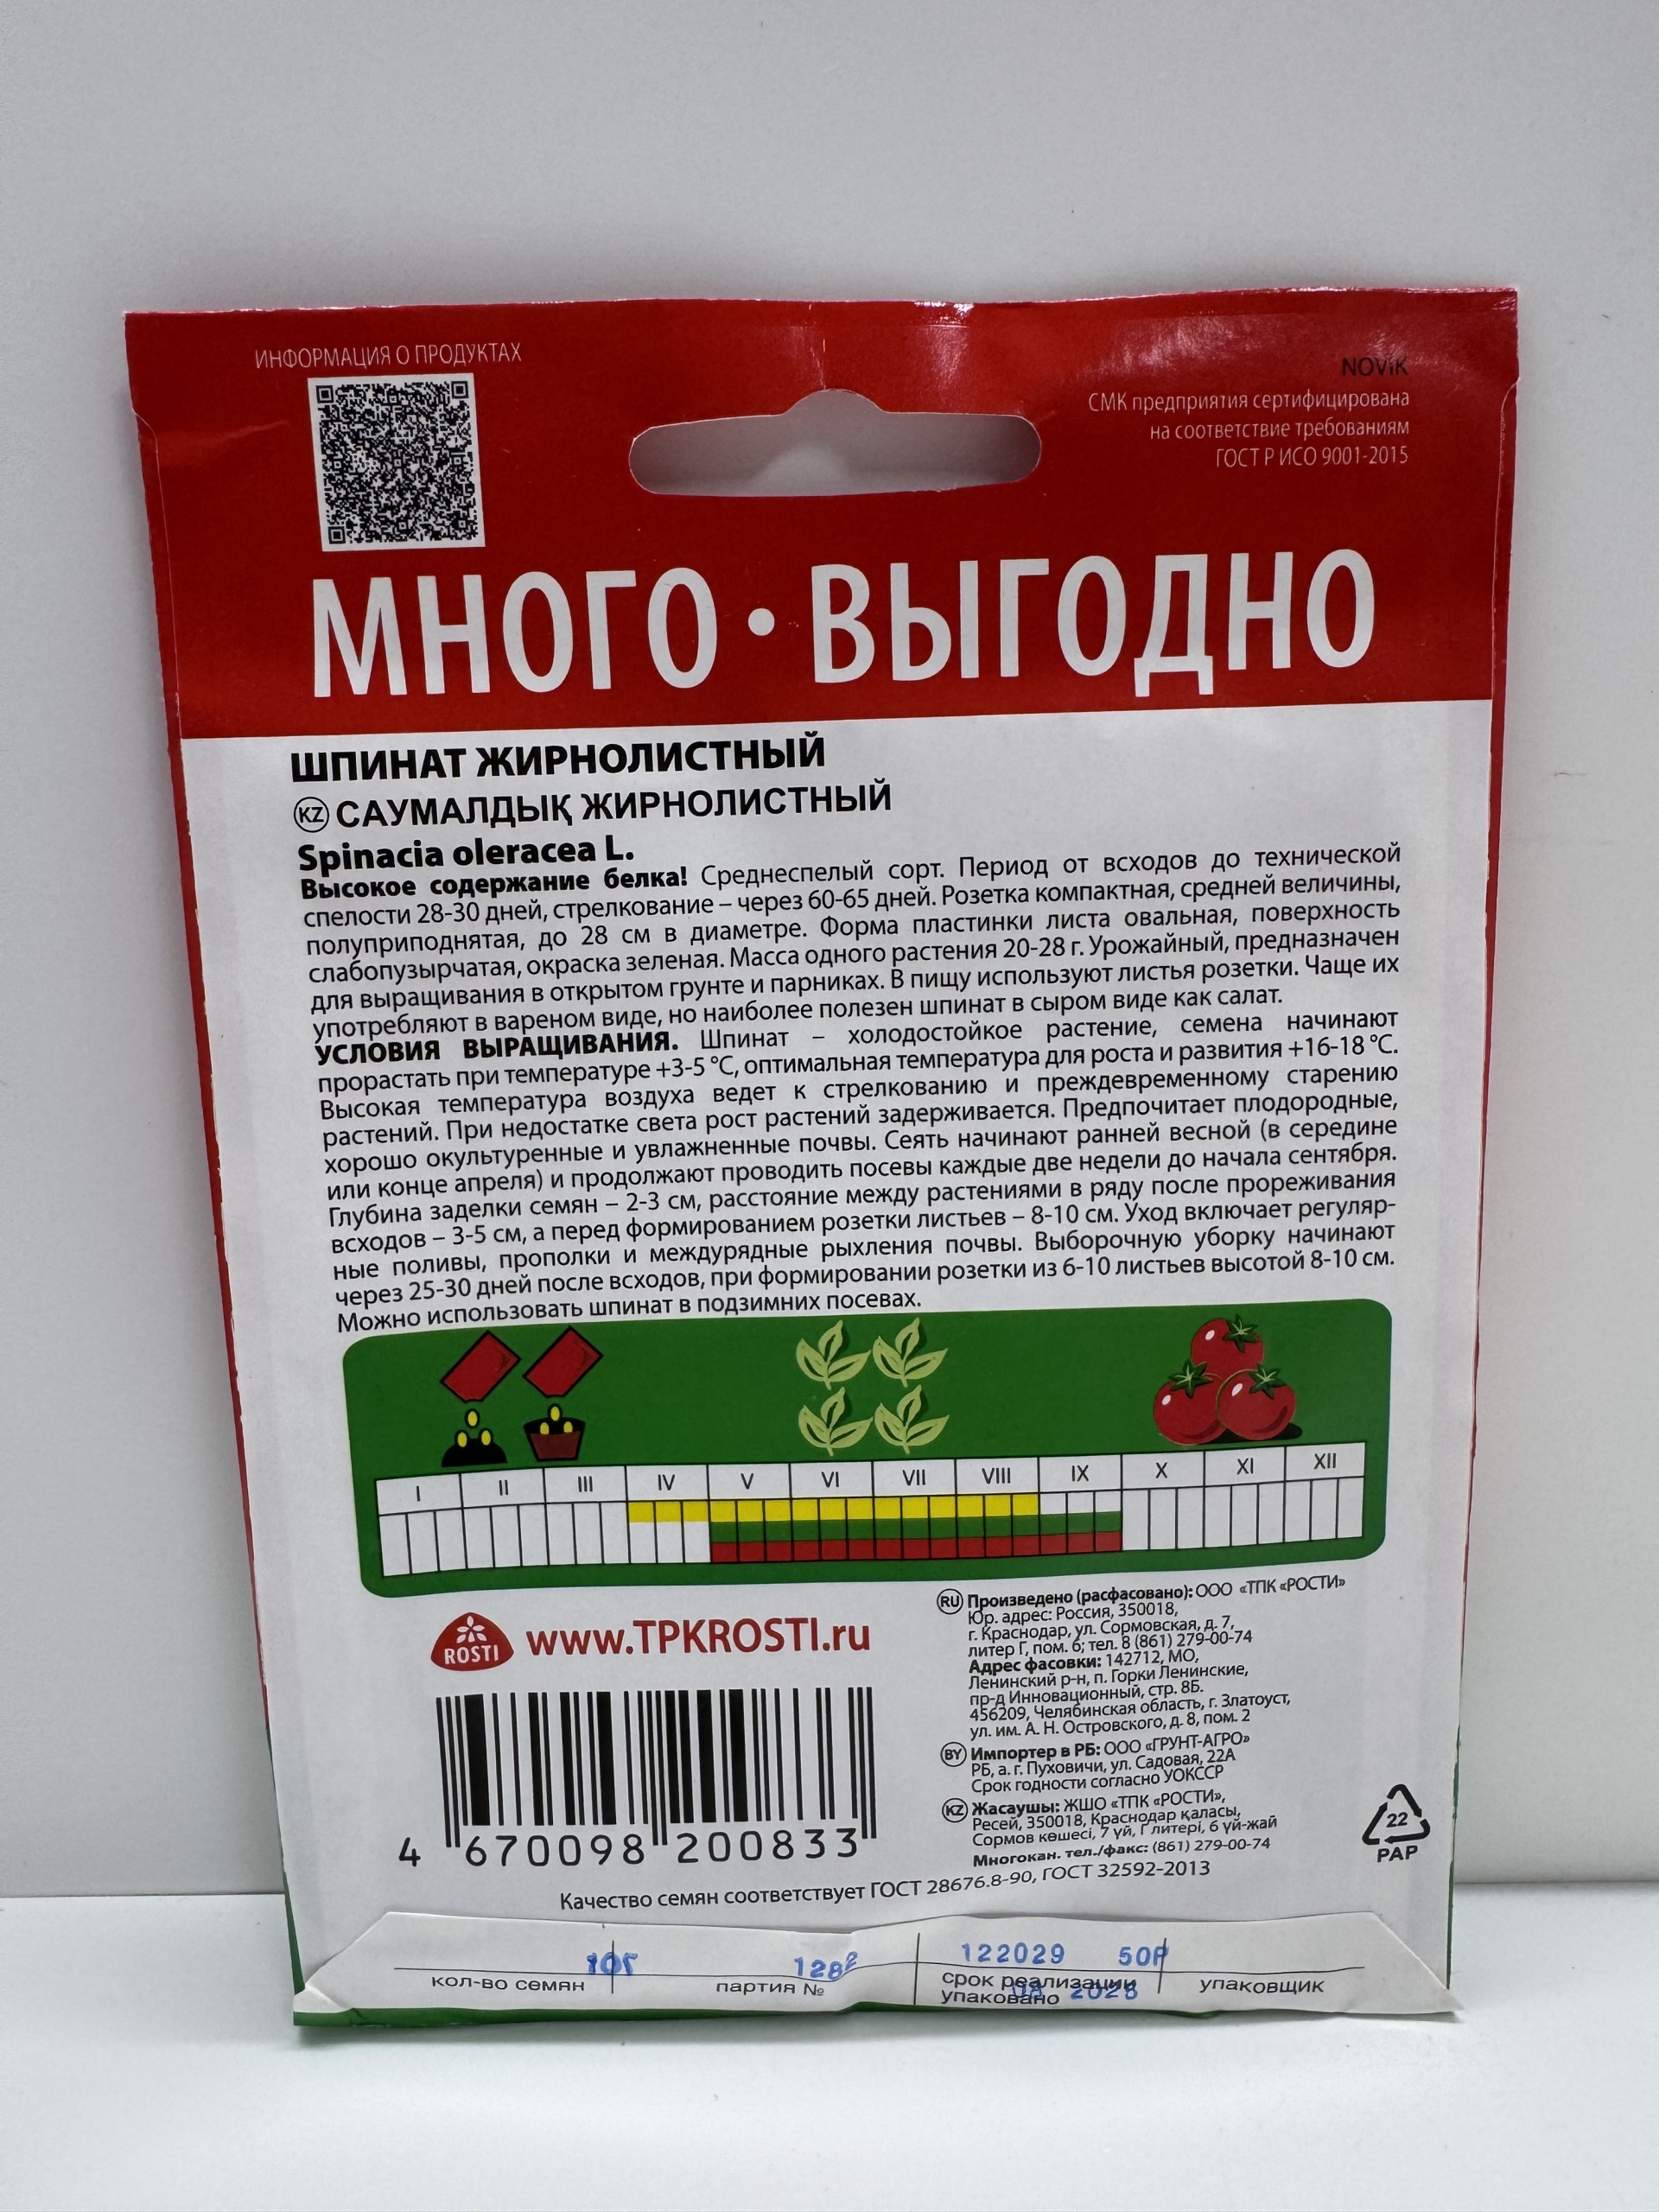 ИНФОРМАЦИЯ О ПРОДУКТАХ
NOViK
СМК предприятия сертифицирована
на соответствие требованиям
ГОСТ Р ИСО 9001-2015
МНОГО • ВЫГОДНО
ШПИНАТ ЖИРНОЛИСТНЫЙ
KZ САУМАЛДЫҚ ЖИРНОЛИСТНЫЙ
Spinacia oleracea L.
Высокое содержание белка! Среднеспелый сорт. Период от всходов до технической
спелости 28-30 дней, стрелкование – через 60-65 дней. Розетка компактная, средней величины,
полуприподнятая, до 28 см в диаметре. Форма пластинки листа овальная, поверхность
слабопузырчатая, окраска зеленая. Масса одного растения 20-28 г. Урожайный, предназначен
для выращивания в открытом грунте и парниках. В пищу используют листья розетки. Чаще их
употребляют в вареном виде, но наиболее полезен шпинат в сыром виде как салат.
УСЛОВИЯ ВЫРАЩИВАНИЯ. Шпинат – холодостойкое растение, семена начинают
прорастать при температуре +3-5 °С, оптимальная температура для роста и развития +16-18 °С.
Высокая температура воздуха ведет к стрелкованию и преждевременному старению
растений. При недостатке света рост растений задерживается. Предпочитает плодородные,
хорошо окультуренные и увлажненные почвы. Сеять начинают ранней весной (в середине
или конце апреля) и продолжают проводить посевы каждые две недели до начала сентября.
Глубина заделки семян – 2-3 см, расстояние между растениями в ряду после прореживания
всходов – 3-5 см, а перед формированием розетки листьев – 8-10 см. Уход включает регуляр-
ные поливы, прополки и междурядные рыхления почвы. Выборочную уборку начинают
через 25-30 дней после всходов, при формировании розетки из 6-10 листьев высотой 8-10 см.
Можно использовать шпинат в подзимних посевах.
I II III IV V VI VII VIII IX X XI XII
ROSTI www.TPKROSTI.ru
4 670098 200833
RU Произведено (расфасовано): ООО «ТПК «РОСТИ»
Юр. адрес: Россия, 350018,
г. Краснодар, ул. Сормовская, д. 7,
литер Г, пом. 6; тел. 8 (861) 279-00-74
Адрес фасовки: 142712, МО,
Ленинский р-н, п. Горки Ленинские,
пр-д Инновационный, стр. 8Б.
456209, Челябинская область, г. Златоуст,
ул. им. А. Н. Островского, д. 8, пом. 2
BY Импортер в РБ: ООО «ГРУНТ-АГРО»
РБ, а. г. Пуховичи, ул. Садовая, 22А
Срок годности согласно УОКССР
KZ Жасаушы: ЖШО «ТПК «РОСТИ»,
Ресей, 350018, Краснодар қаласы,
Сормов көшесі, 7 үй, Г литері, 6 үй-жай
Многокан. тел./факс: (861) 279-00-74
22
PAP
Качество семян соответствует ГОСТ 28676.8-90, ГОСТ 32592-2013
10г 122029 50Р
кол-во семян партия № срок реализации упаковщик
упаковано 2028